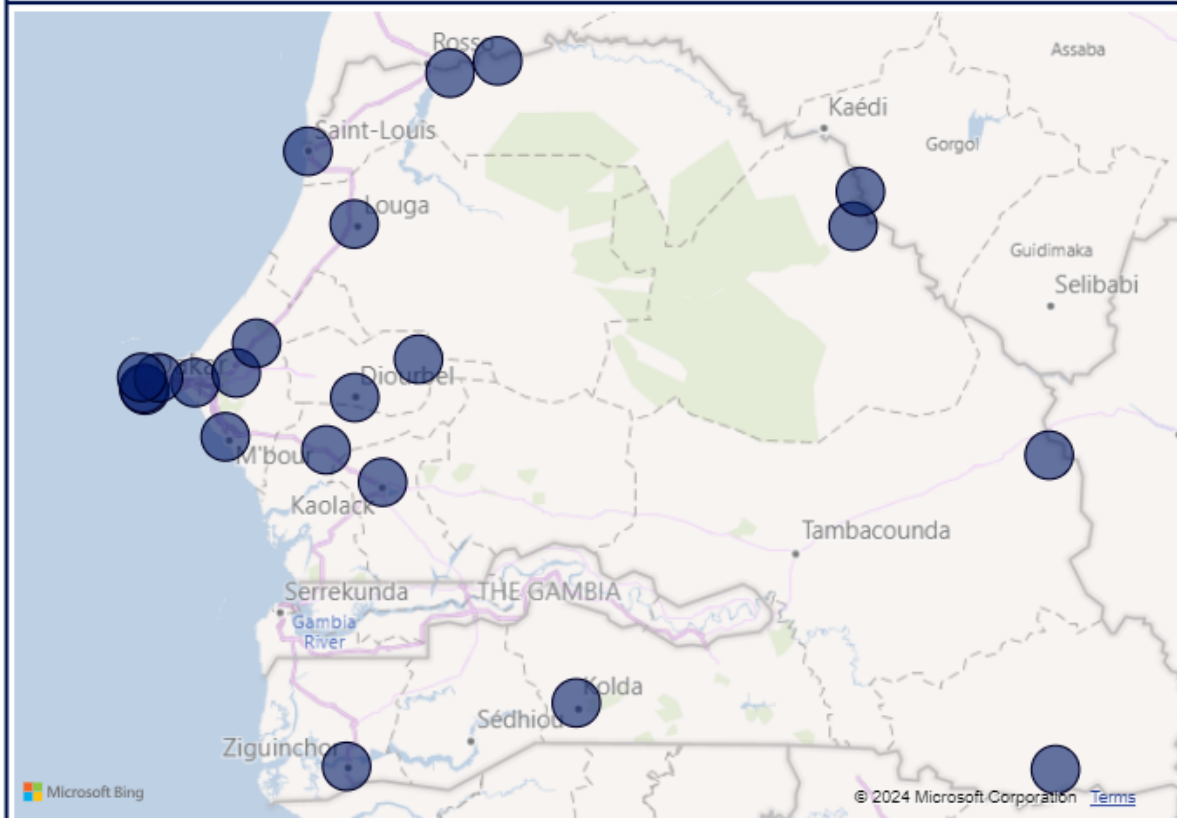 Rosso
Assaba
Kaédi
Saint-Louis
Gorgol
Louga
Guidimaka
Selibabi
Dakar
Diourbel
M'bour
Kaolack
Tambacounda
Serrekunda
THE GAMBIA
Gambia
River
Kolda
Sédhiou
Ziguinchor
Microsoft Bing
© 2024 Microsoft Corporation Terms